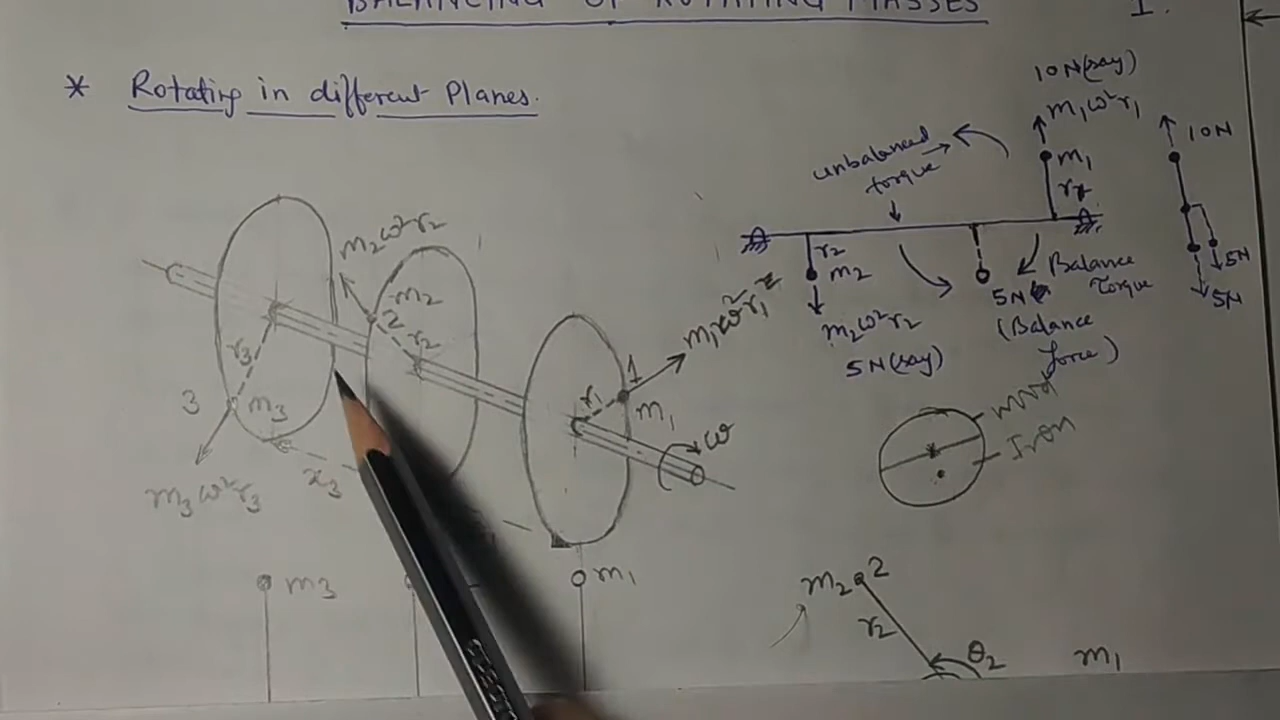 BALANCING OF ROTATING MASSES
1.
* Rotating in different Planes.
10N(say)
m₁ω²r₁
10N
m₁
unbalanced
torque
r₂
m₂
m₂ω²r₂
5N(say)
Balance
Torque
5N
(Balance
force)
5N
5N
m₂ω²r₂
m₂
2
r₂
m₁ω²r₁
1
r₁
m₁
ω
r₃
3
m₃
x₃
m₃ω²r₃
wood
Iron
m₃
m₁
m₂
2
r₂
θ₂
m₁